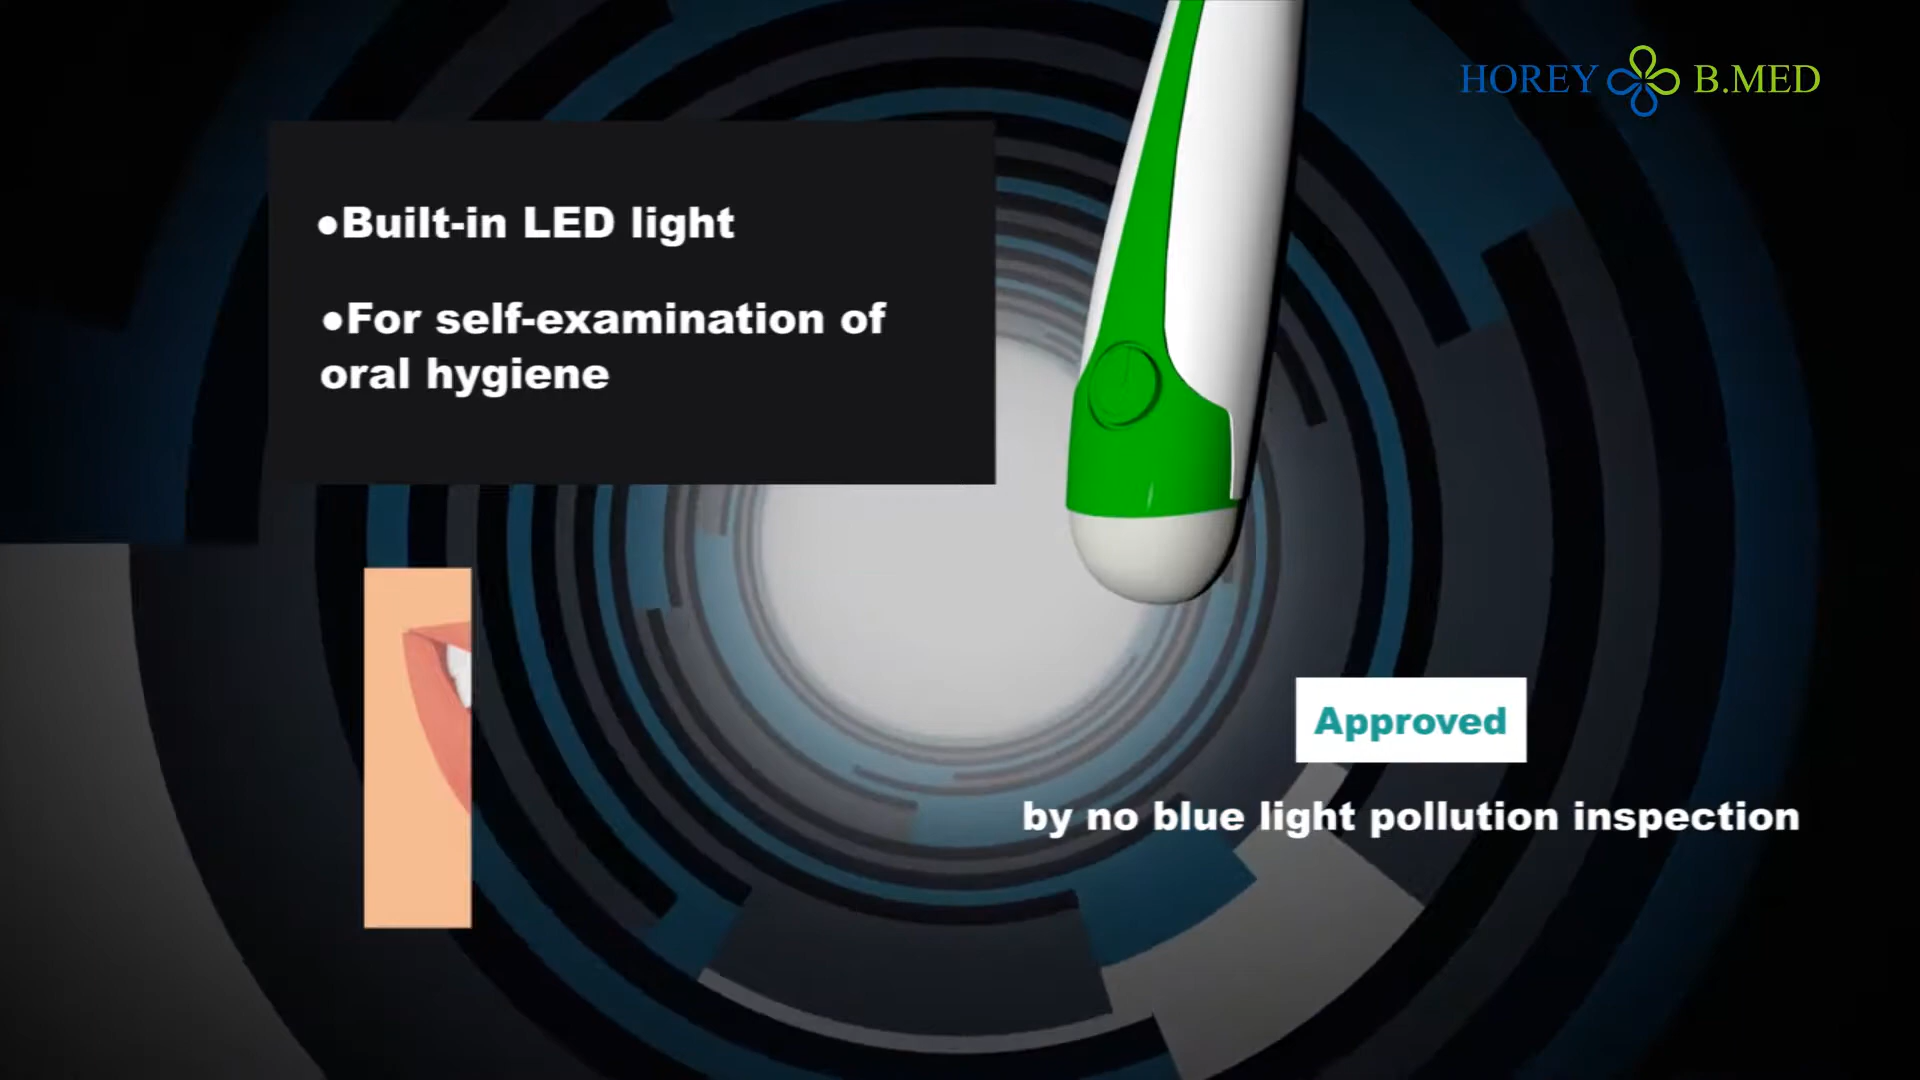 HOREY B.MED
●Built-in LED light
●For self-examination of
oral hygiene
Approved
by no blue light pollution inspection